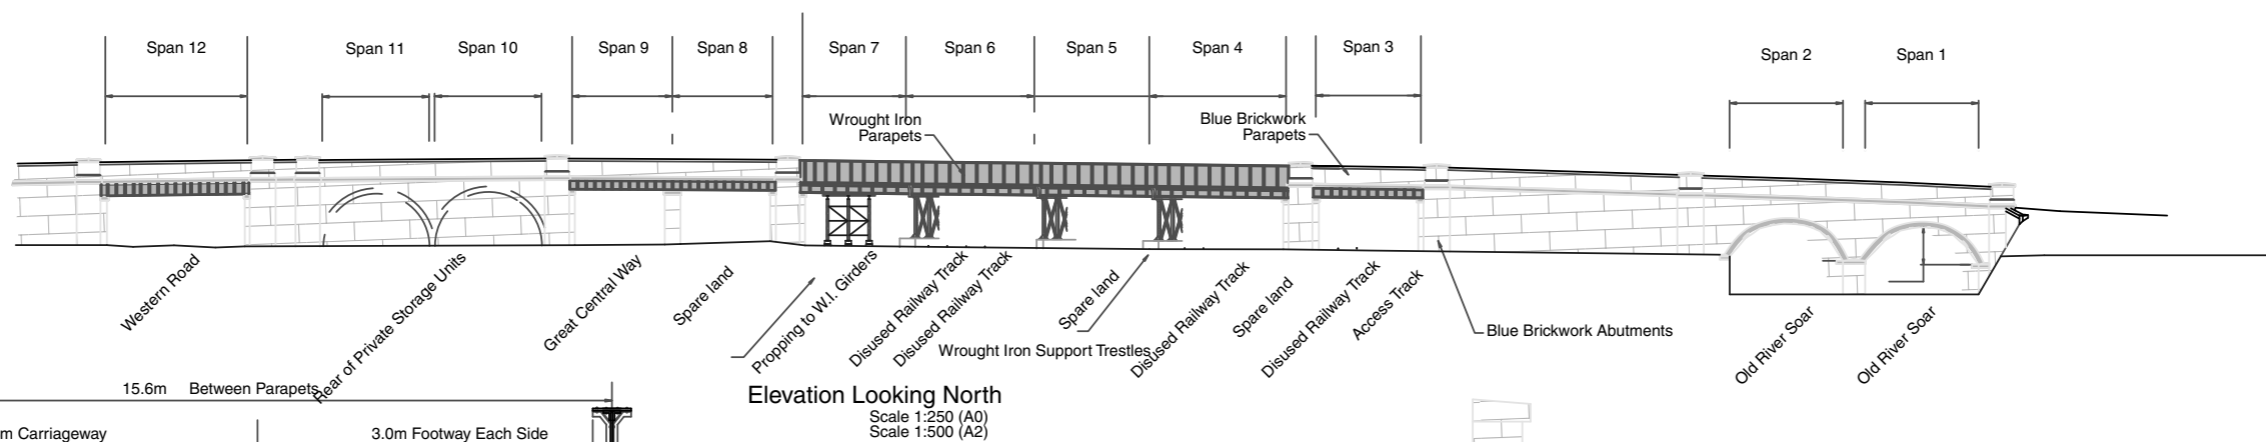 Span 12
Span 11
Span 10
Span 9
Span 8
Span 7
Span 6
Span 5
Span 4
Span 3
Span 2
Span 1
Wrought Iron
Parapets
Blue Brickwork
Parapets
Western Road
Rear of Private Storage Units
Great Central Way
Spare land
Propping to W.I. Girders
Disused Railway Track
Disused Railway Track
Spare land
Wrought Iron Support Trestles
Disused Railway Track
Spare land
Disused Railway Track
Access Track
Blue Brickwork Abutments
Old River Soar
Old River Soar
15.6m Between Parapets
Elevation Looking North
Scale 1:250 (A0)
Scale 1:500 (A2)
m Carriageway
3.0m Footway Each Side